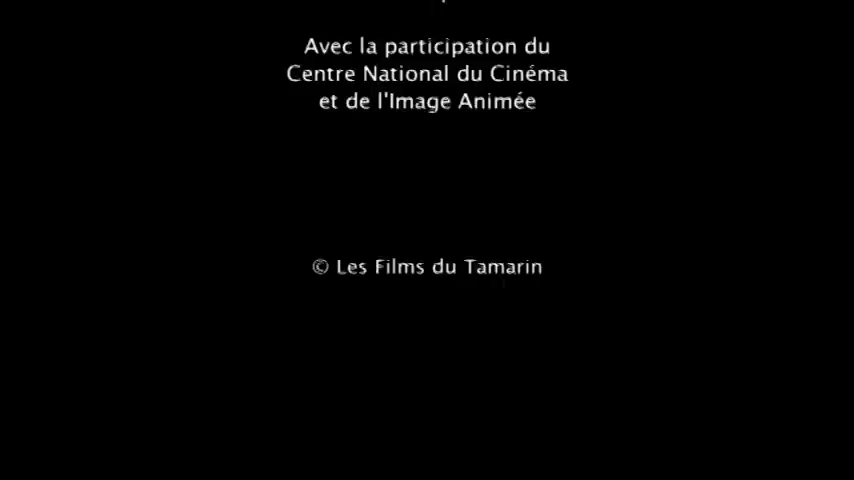 Avec la participation du
Centre National du Cinéma
et de l'Image Animée
© Les Films du Tamarin